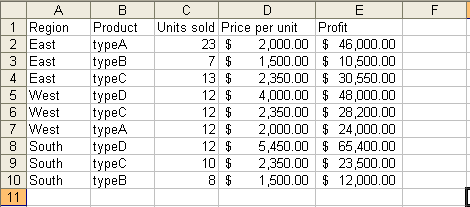 A B C D E F
1 Region Product Units sold Price per unit Profit
2 East typeA 23 $ 2,000.00 $ 46,000.00
3 East typeB 7 $ 1,500.00 $ 10,500.00
4 East typeC 13 $ 2,350.00 $ 30,550.00
5 West typeD 12 $ 4,000.00 $ 48,000.00
6 West typeC 12 $ 2,350.00 $ 28,200.00
7 West typeA 12 $ 2,000.00 $ 24,000.00
8 South typeD 12 $ 5,450.00 $ 65,400.00
9 South typeC 10 $ 2,350.00 $ 23,500.00
10 South typeB 8 $ 1,500.00 $ 12,000.00
11